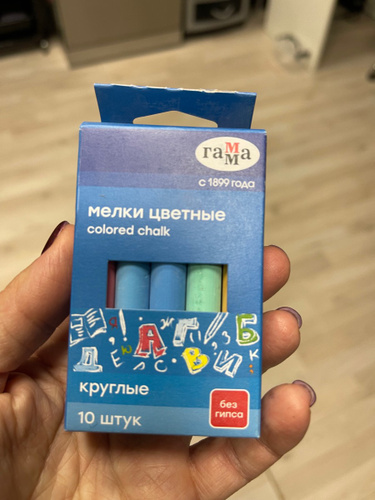 гамма
с 1899 года
мелки цветные
colored chalk
А Г Б
Д Е К С В И К
круглые
10 штук
без
гипса